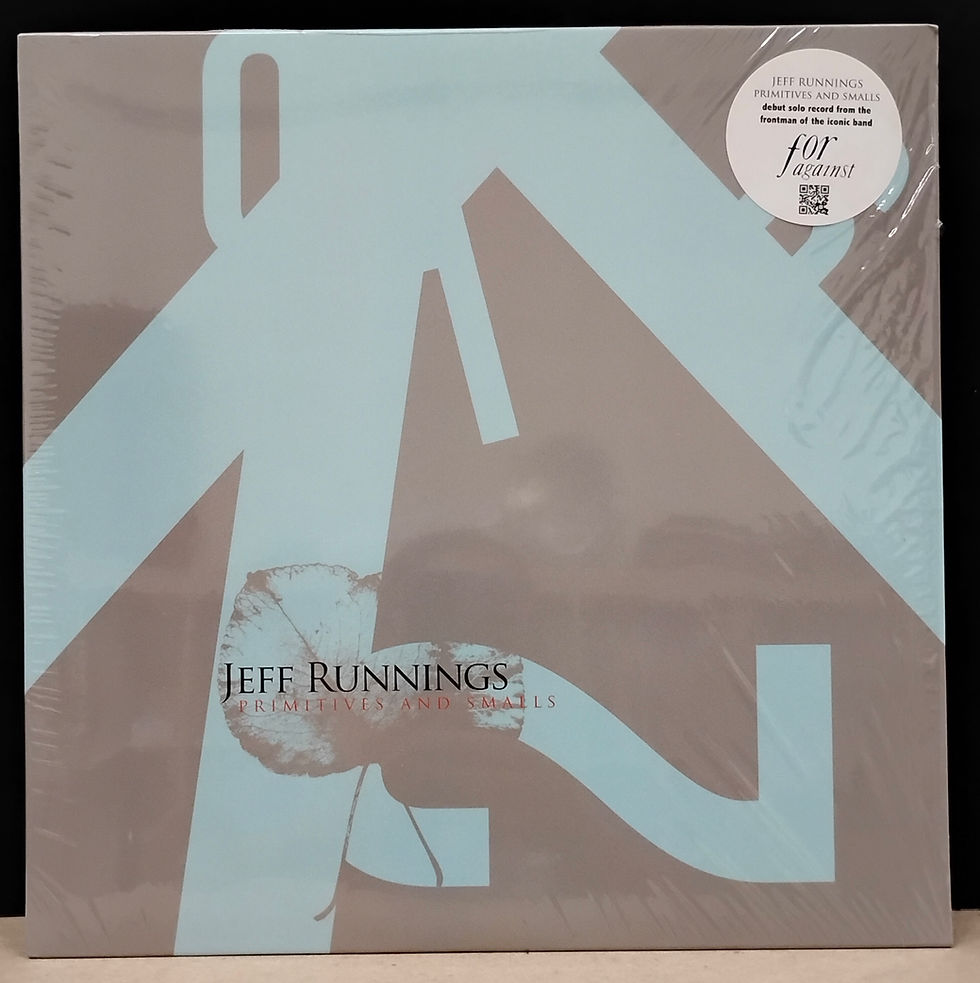 JEFF RUNNINGS
PRIMITIVES AND SMALLS
debut solo record from the
frontman of the iconic band
for
against
JEFF RUNNINGS
PRIMITIVES AND SMALLS